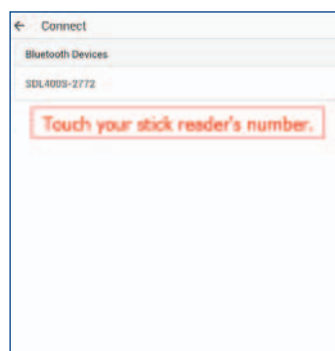 ← Connect
Bluetooth Devices
SDL400S-2772
Touch your stick reader's number.